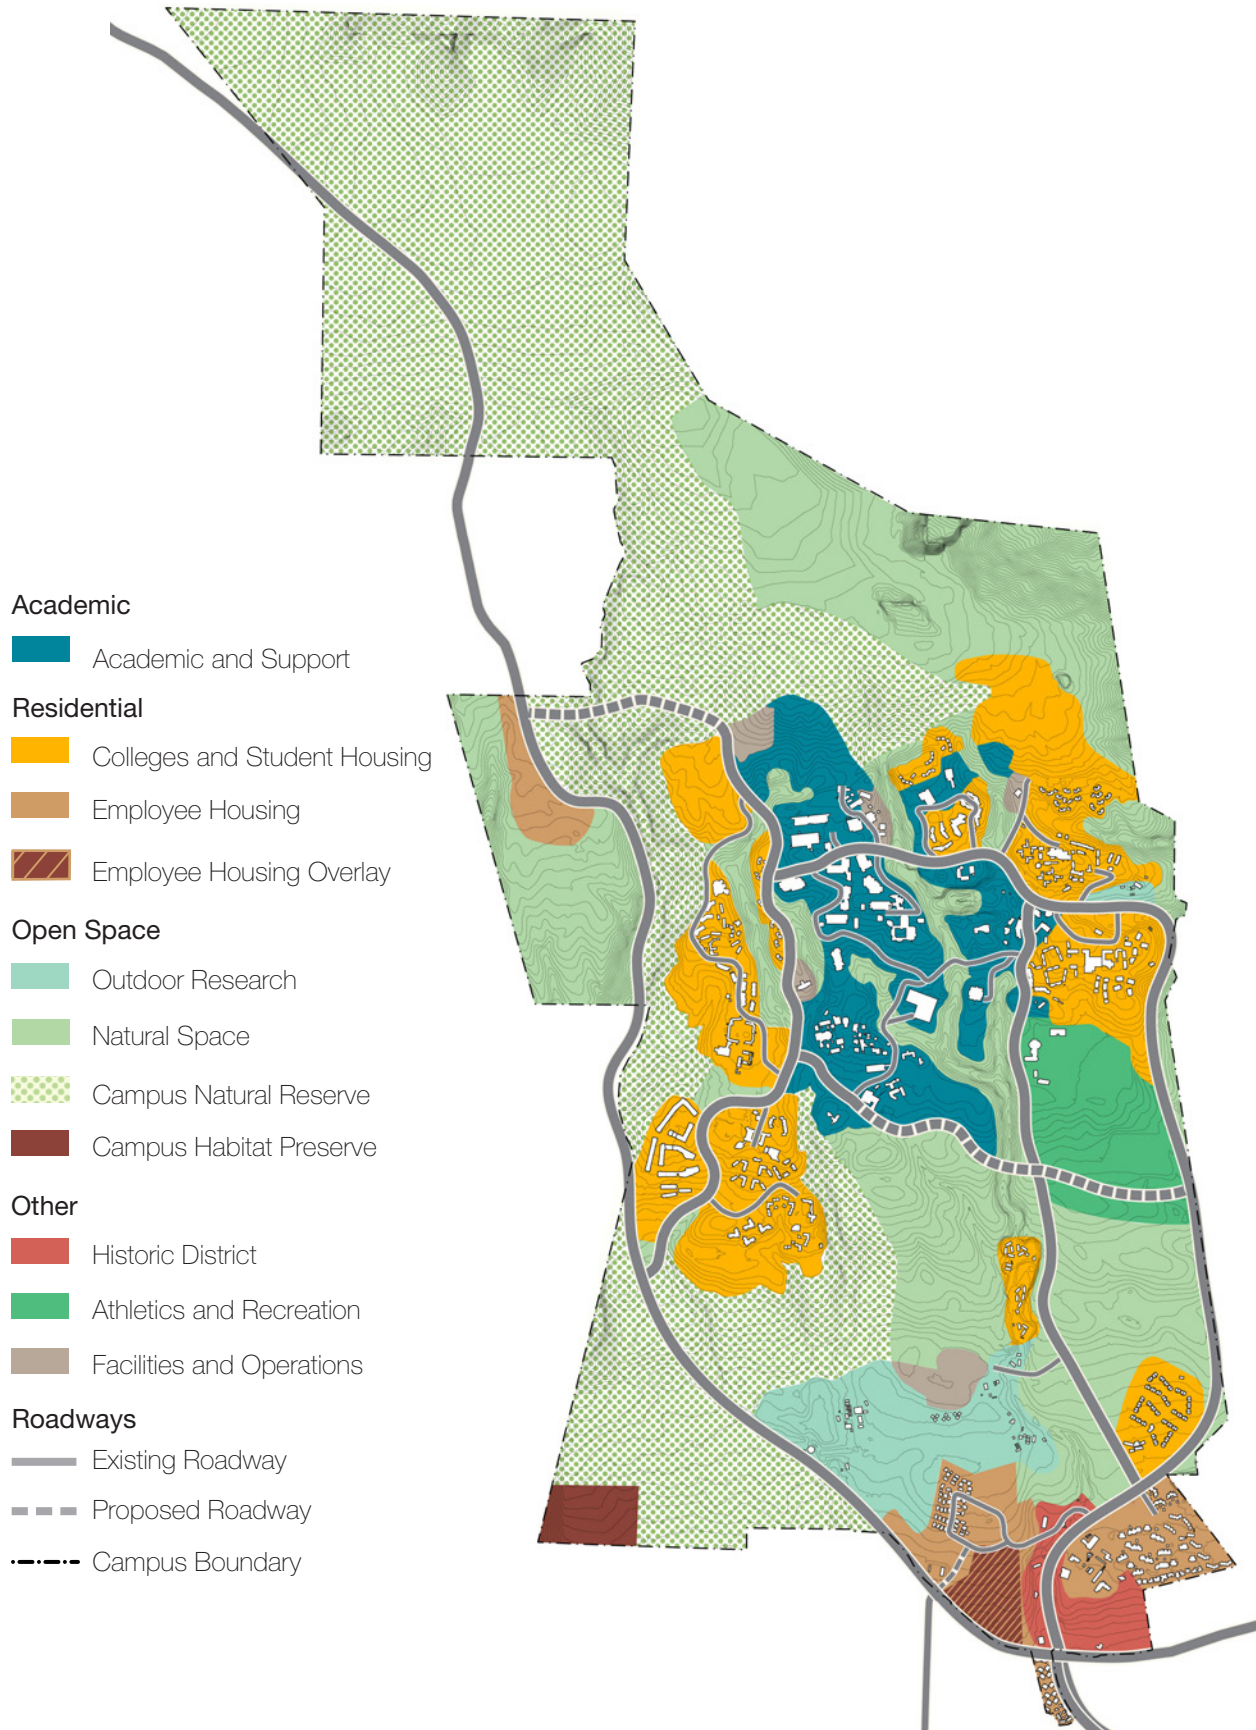 Academic
Academic and Support
Residential
Colleges and Student Housing
Employee Housing
Employee Housing Overlay
Open Space
Outdoor Research
Natural Space
Campus Natural Reserve
Campus Habitat Preserve
Other
Historic District
Athletics and Recreation
Facilities and Operations
Roadways
Existing Roadway
Proposed Roadway
Campus Boundary